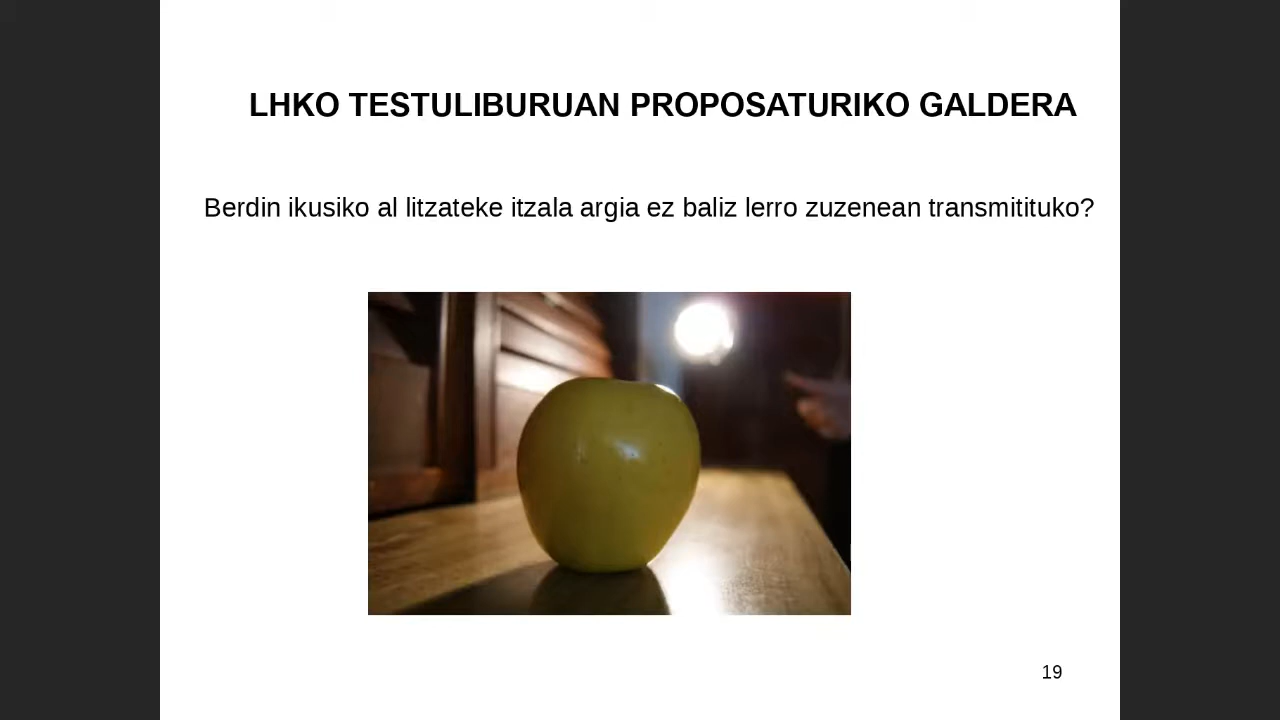 LHKO TESTULIBURUAN PROPOSATURIKO GALDERA
Berdin ikusiko al litzateke itzala argia ez baliz lerro zuzenean transmitituko?
19